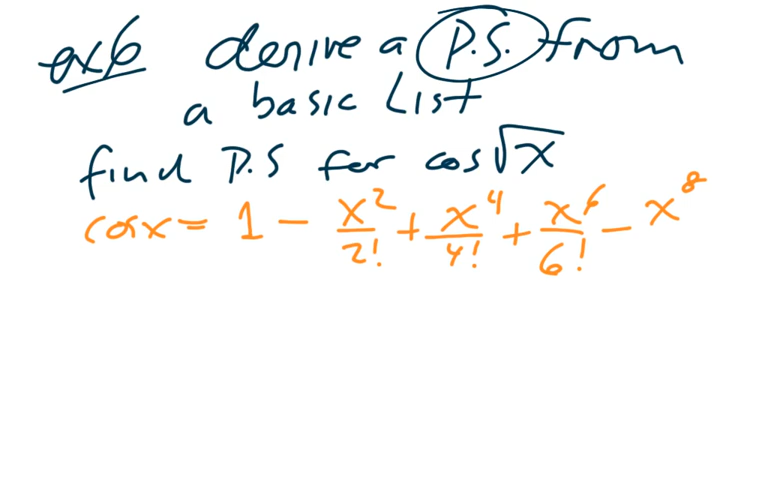 ex6 derive a P.S. from
a basic List
find P.S for cos√x
cosx = 1 - x²/2! + x⁴/4! + x⁶/6! - x⁸